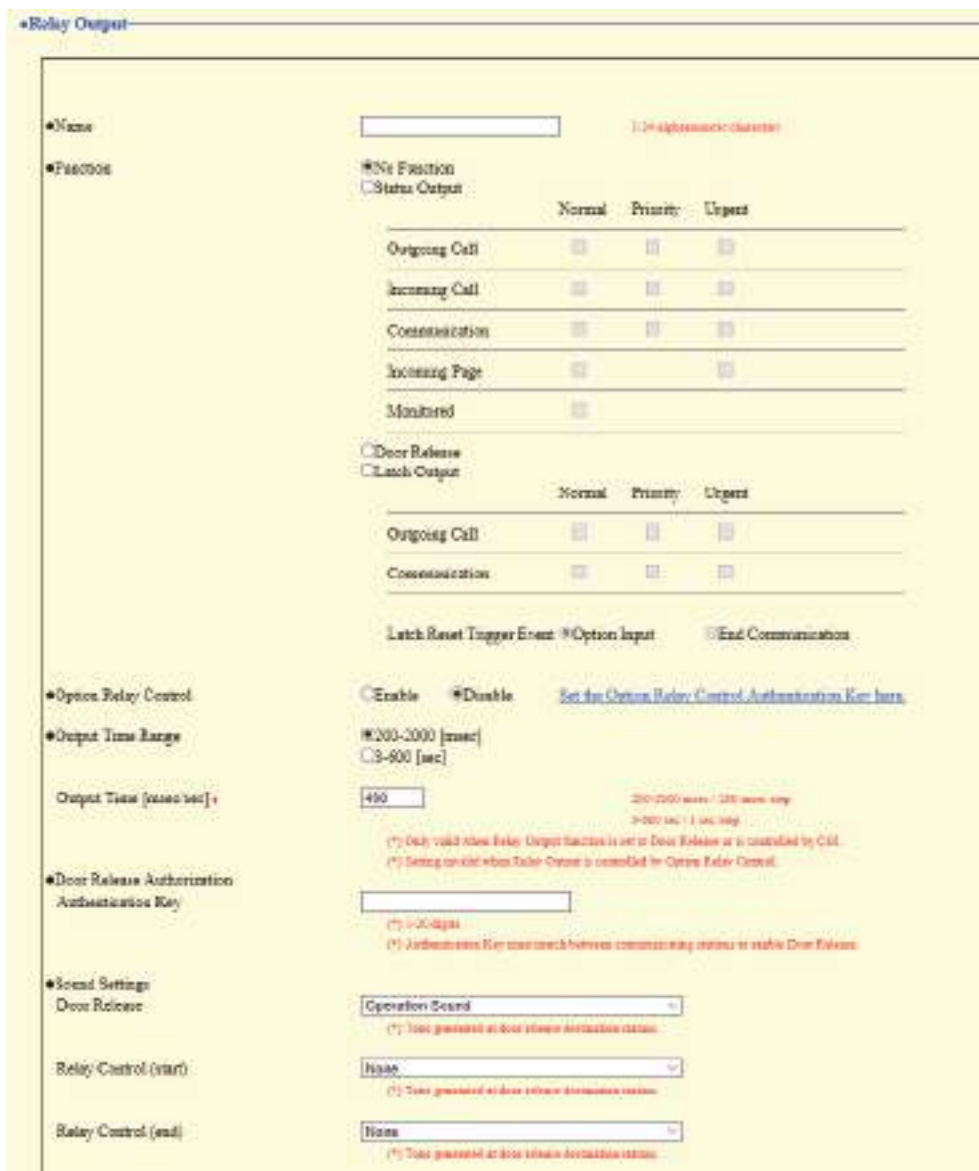 •Relay Output
•Name
1-24 alphanumeric character
•Function
No Function
Status Output
Normal Priority Urgent
Outgoing Call
Incoming Call
Communication
Incoming Page
Monitored
Door Release
Latch Output
Normal Priority Urgent
Outgoing Call
Communication
Latch Reset Trigger Event Option Input End Communication
•Option Relay Control Enable Disable Set the Option Relay Control Authentication Key here.
•Output Time Range 200-2000 [msec]
3-600 [sec]
Output Time [msec/sec] 400 200-2000 msec / 200 msec step
3-600 sec / 1 sec step
(*) Only valid when Relay Output function is set to Door Release or is controlled by CGI.
(*) Setting invalid when Relay Output is controlled by Option Relay Control.
•Door Release Authorization
Authentication Key
(*) 1-20 digits
(*) Authentication Key must match between communicating stations to enable Door Release.
•Sound Settings
Door Release Operation Sound
(*) Tone generated at door release destination station.
Relay Control (start) None
(*) Tone generated at door release destination station.
Relay Control (end) None
(*) Tone generated at door release destination station.